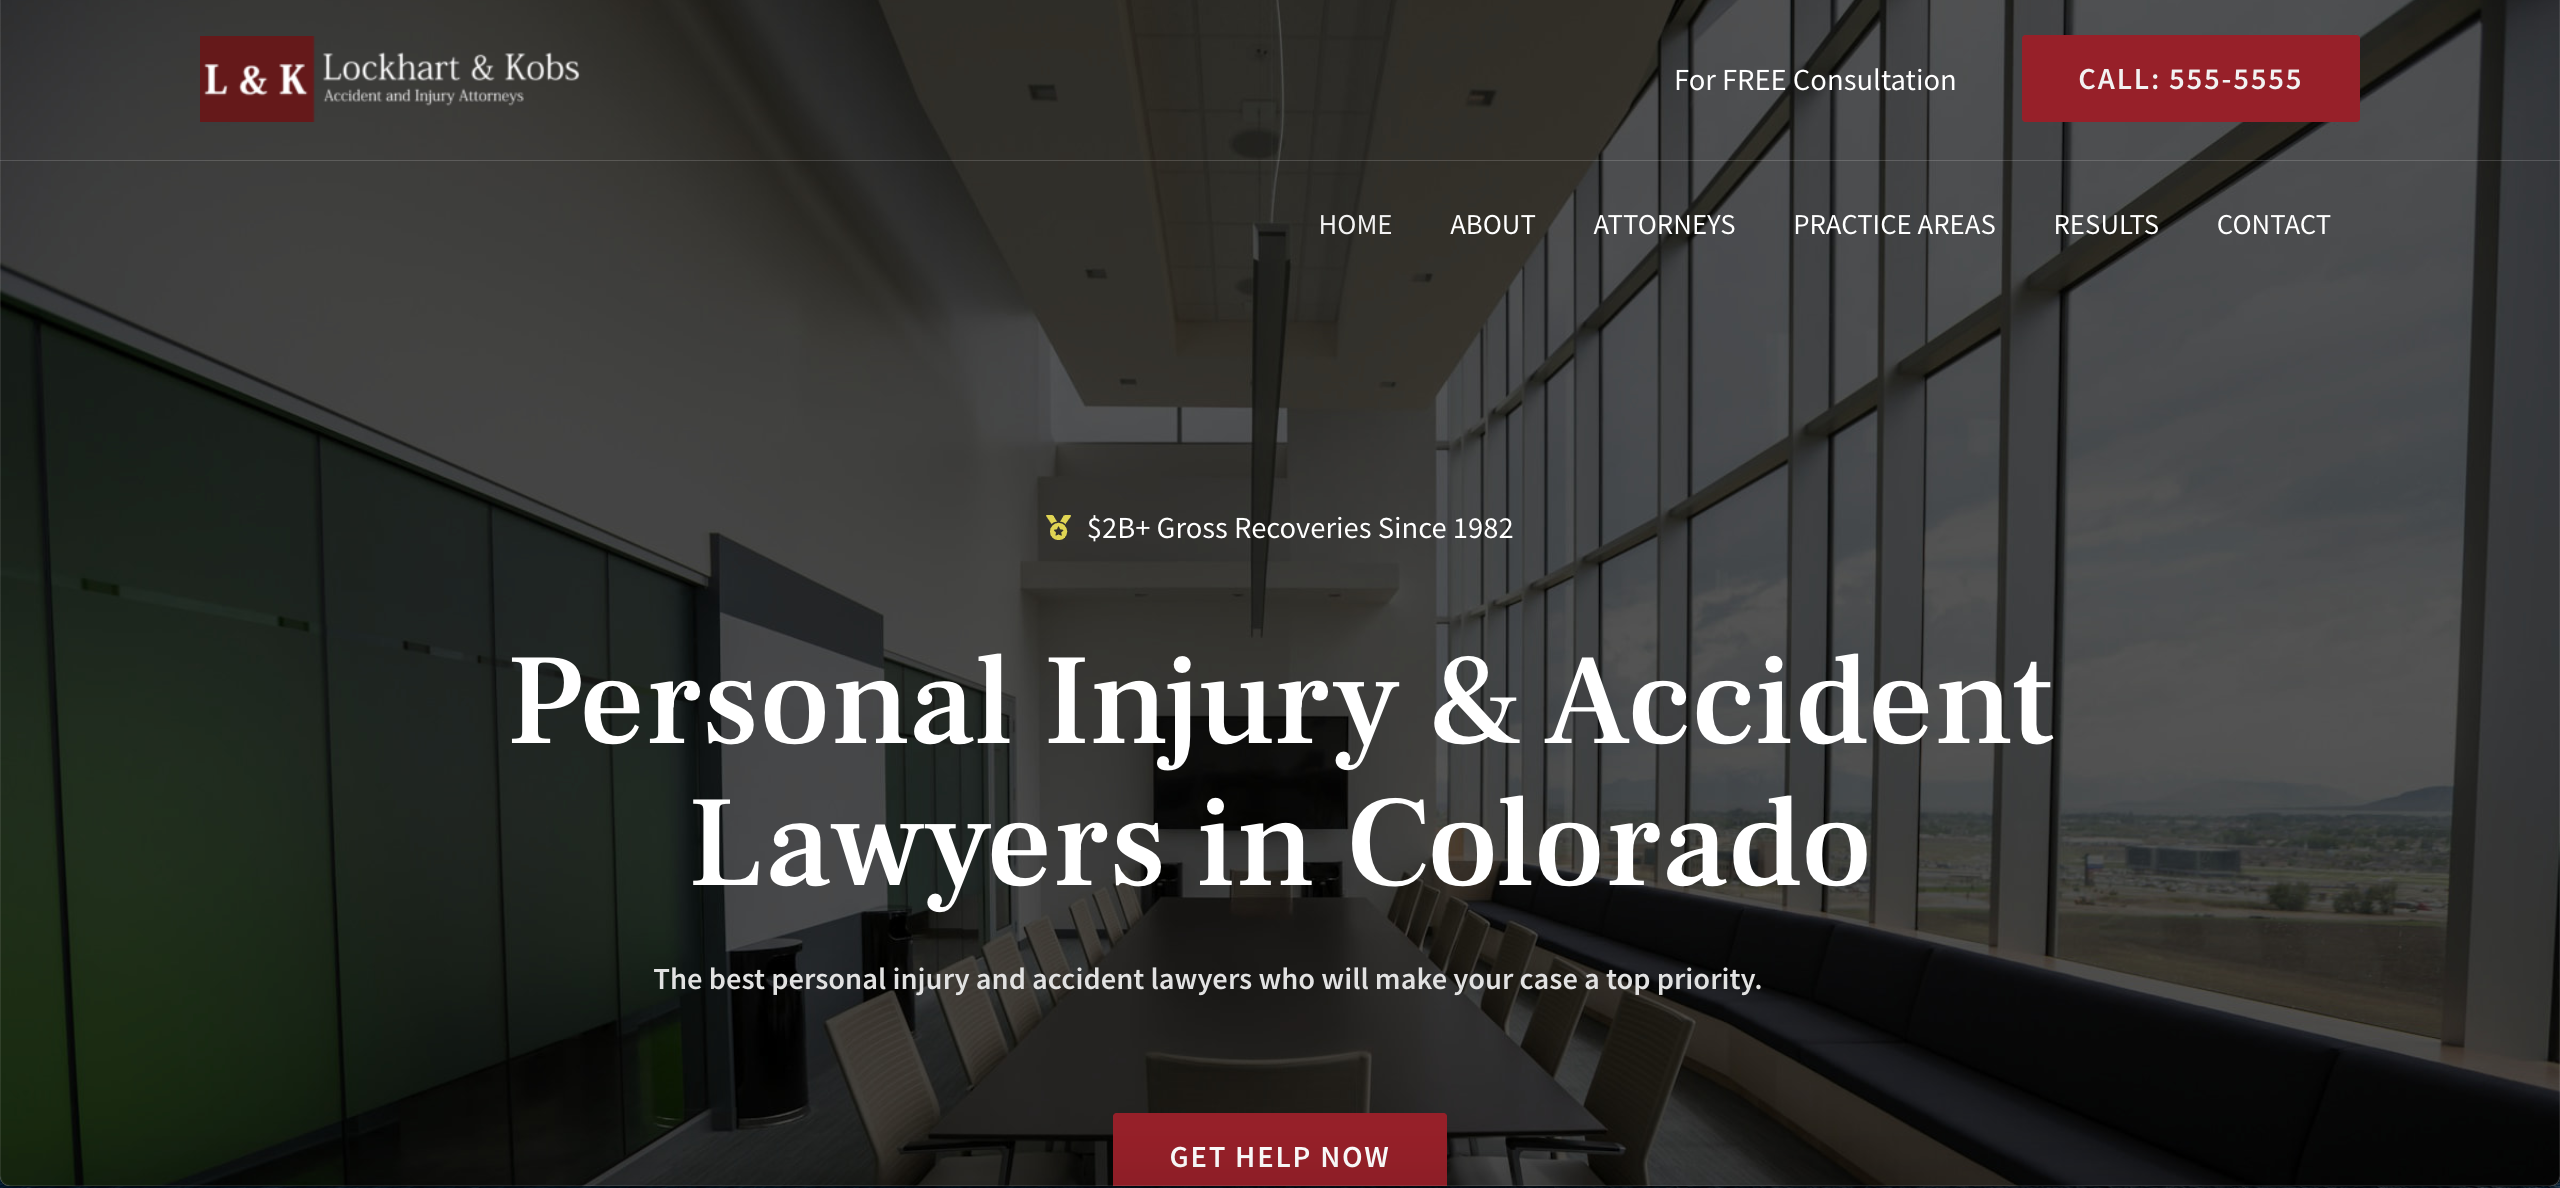 L & K
Lockhart & Kobs
Accident and Injury Attorneys
For FREE Consultation
CALL: 555-5555
HOME
ABOUT
ATTORNEYS
PRACTICE AREAS
RESULTS
CONTACT
$2B+ Gross Recoveries Since 1982
Personal Injury & Accident
Lawyers in Colorado
The best personal injury and accident lawyers who will make your case a top priority.
GET HELP NOW